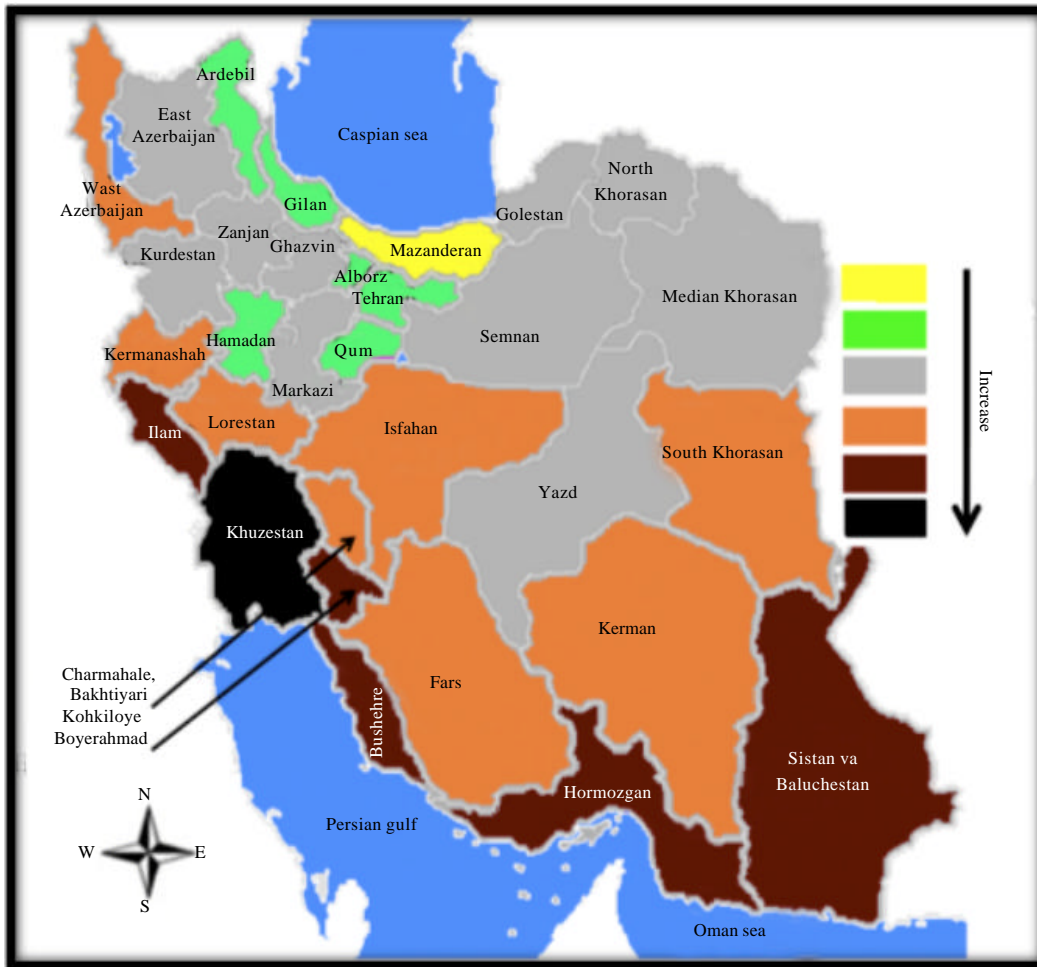 Ardebil
East
Azerbaijan
Caspian sea
North
Khorasan
Wast
Azerbaijan
Gilan
Golestan
Zanjan
Ghazvin
Kurdestan
Mazanderan
Alborz
Tehran
Median Khorasan
Hamadan
Semnan
Kermanashah
Qum
Markazi
Increase
Lorestan
Isfahan
Ilam
South Khorasan
Yazd
Khuzestan
Kerman
Charmahale,
Bakhtiyari
Kohkiloye
Boyerahmad
Fars
Bushehre
Sistan va
Baluchestan
Hormozgan
N
W
E
S
Persian gulf
Oman sea